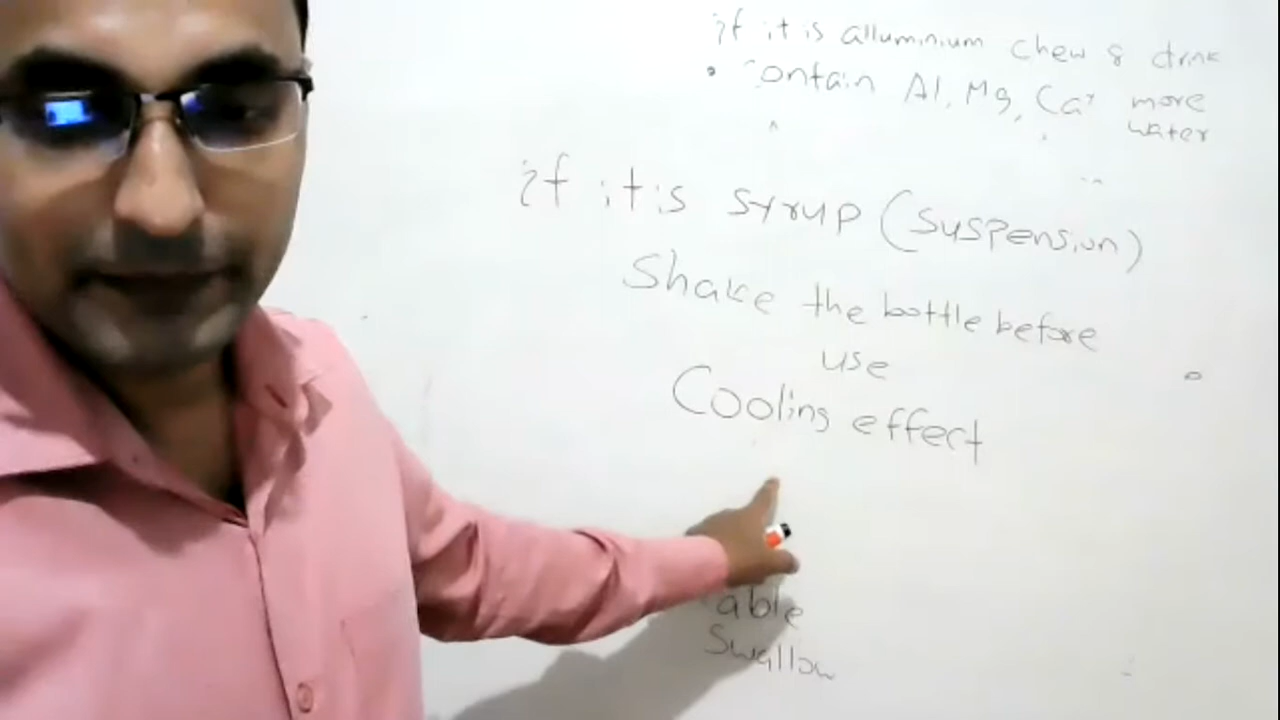 if it is alluminium chew & drink
• contain Al, Mg, Ca+ more
water
if it is syrup (suspension)
Shake the bottle before
use
Cooling effect
able
Swallow